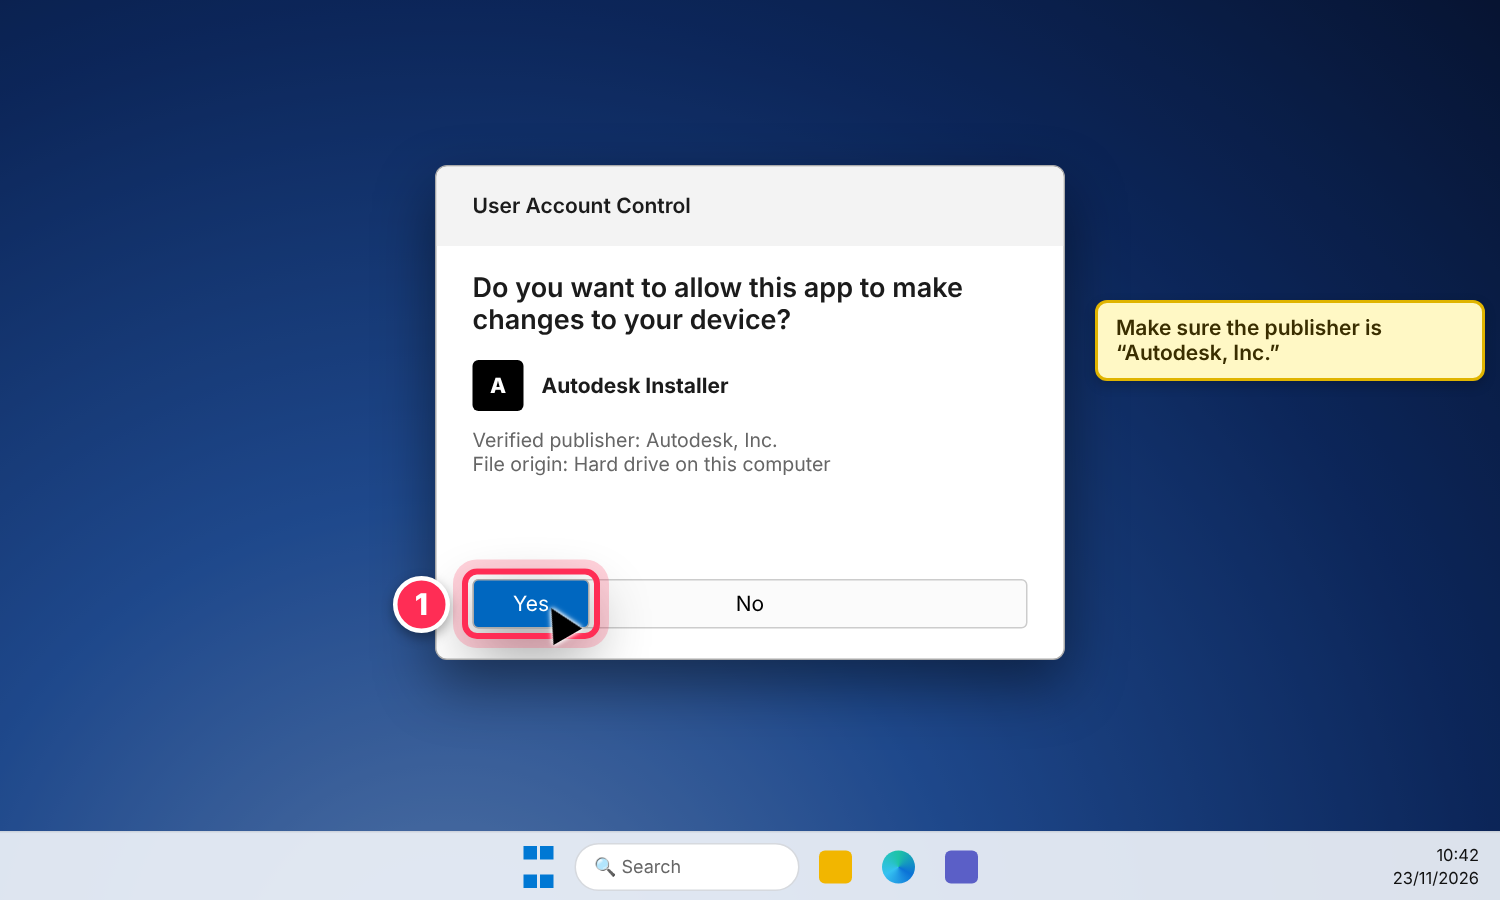 User Account Control
Do you want to allow this app to make
changes to your device?
A
Autodesk Installer
Verified publisher: Autodesk, Inc.
File origin: Hard drive on this computer
Make sure the publisher is
“Autodesk, Inc.”
1
Yes
No
Search
10:42
23/11/2026